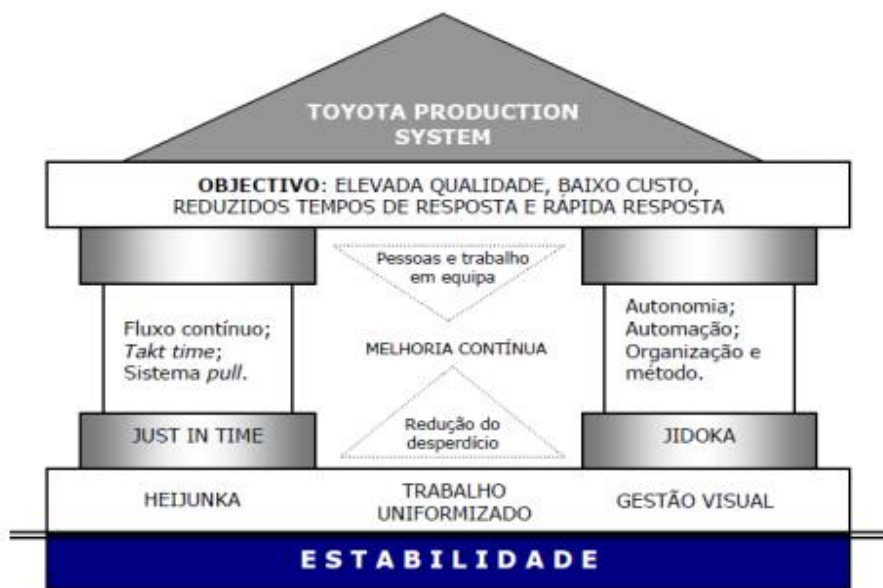 TOYOTA PRODUCTION
SYSTEM
OBJECTIVO: ELEVADA QUALIDADE, BAIXO CUSTO,
REDUZIDOS TEMPOS DE RESPOSTA E RÁPIDA RESPOSTA
Fluxo contínuo;
Takt time;
Sistema pull.
JUST IN TIME
Pessoas e trabalho
em equipa
MELHORIA CONTÍNUA
Redução do
desperdício
Autonomia;
Automação;
Organização e
método.
JIDOKA
HEIJUNKA
TRABALHO
UNIFORMIZADO
GESTÃO VISUAL
ESTABILIDADE